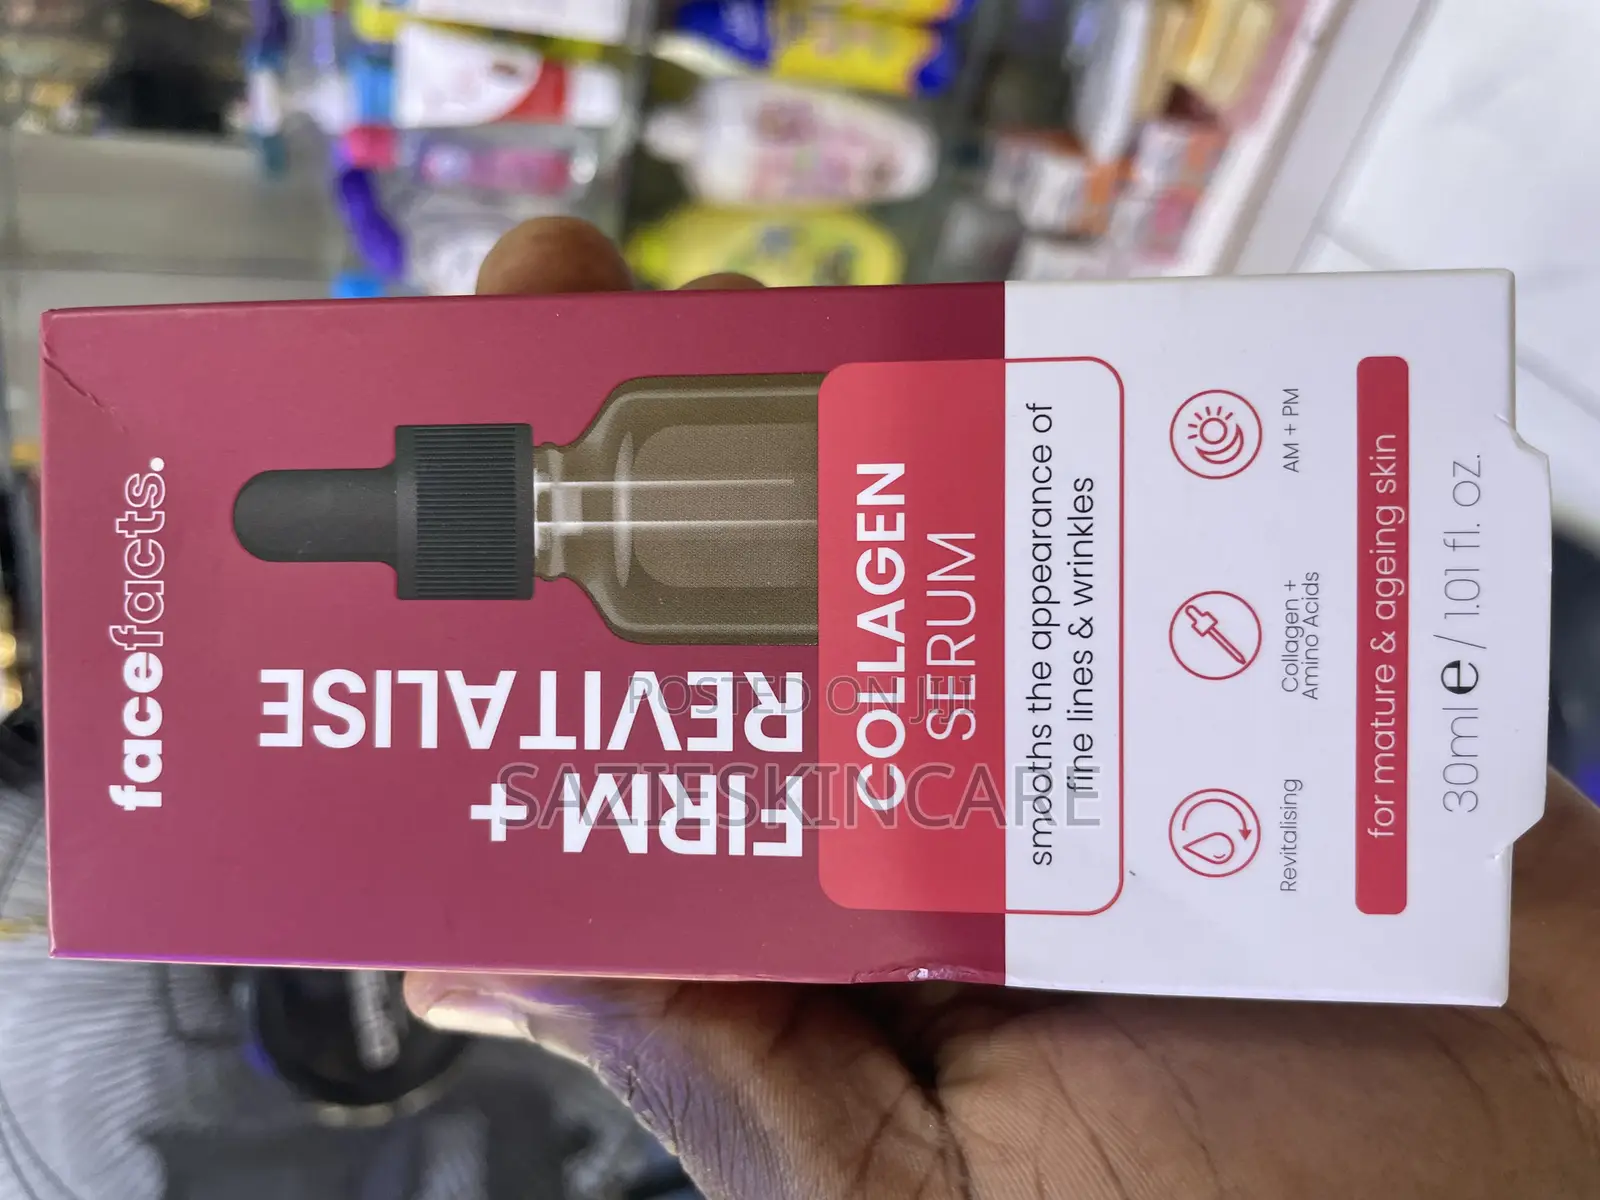 facefacts.
FIRM +
REVITALISE
COLLAGEN
SERUM
smooths the appearance of
fine lines & wrinkles
Revitalising
Collagen +
Amino Acids
AM + PM
for mature & ageing skin
30ml e / 1.01 fl. oz.
POSTED ON JIJI
SAZIESKINCARE